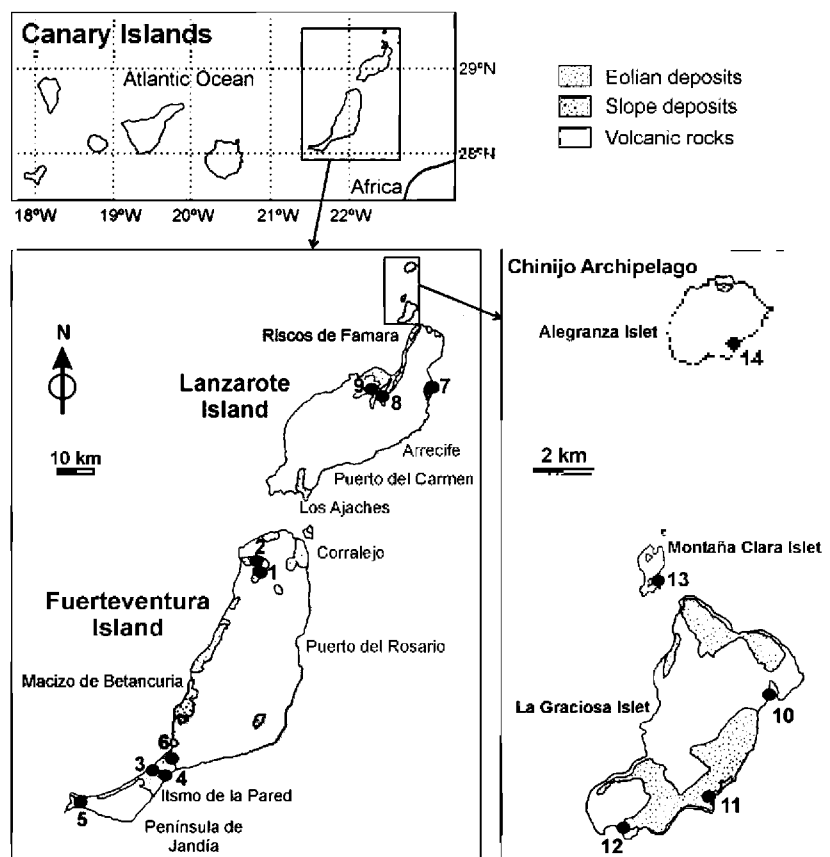 Canary Islands
Atlantic Ocean
29°N
28°N
Africa
18°W 19°W 20°W 21°W 22°W
Eolian deposits
Slope deposits
Volcanic rocks
N
Riscos de Famara
Lanzarote
Island
9
8
7
10 km
Arrecife
Puerto del Carmen
Los Ajaches
2
Corralejo
1
Fuerteventura
Island
Puerto del Rosario
Macizo de Betancuria
6
3
4
Itsmo de la Pared
5
Península de
Jandía
Chinijo Archipelago
Alegranza Islet
14
2 km
Montaña Clara Islet
13
La Graciosa Islet
10
11
12